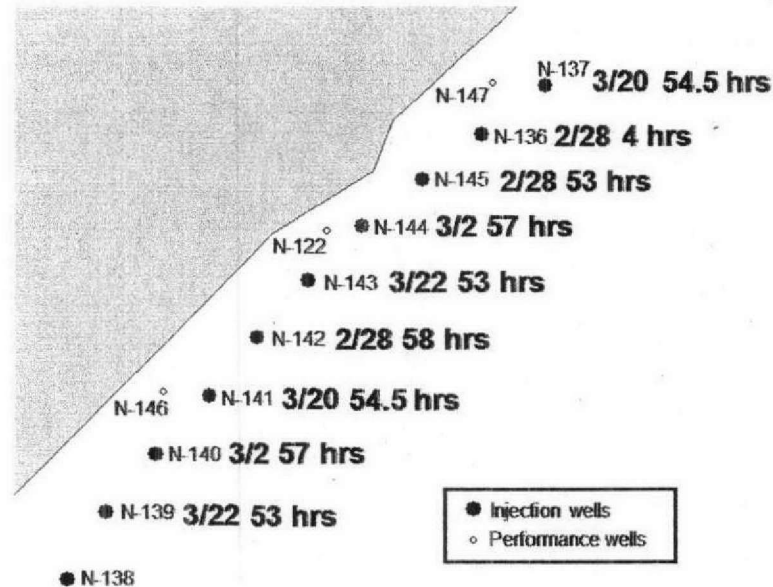 N-137 3/20 54.5 hrs
N-147
N-136 2/28 4 hrs
N-145 2/28 53 hrs
N-144 3/2 57 hrs
N-122
N-143 3/22 53 hrs
N-142 2/28 58 hrs
N-146
N-141 3/20 54.5 hrs
N-140 3/2 57 hrs
N-139 3/22 53 hrs
Injection wells
Performance wells
N-138